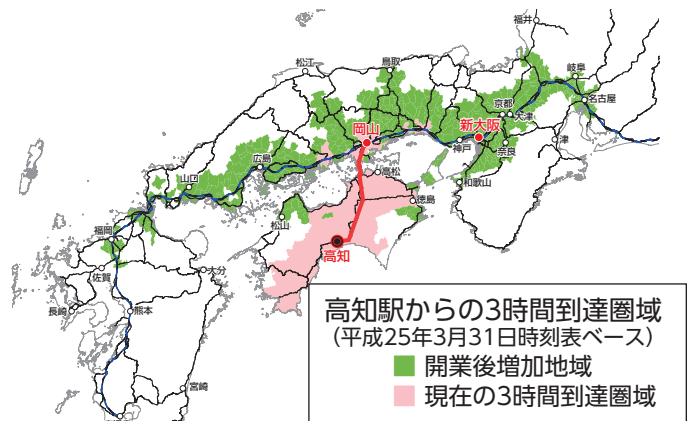 福井
松江
鳥取
岐阜
名古屋
京都
大津
岡山
新大阪
神戸
奈良
津
広島
山口
高松
和歌山
徳島
松山
福岡
高知
佐賀
大分
長崎
熊本
宮崎
高知駅からの3時間到達圏域
(平成25年3月31日時刻表ベース)
開業後増加地域
現在の3時間到達圏域